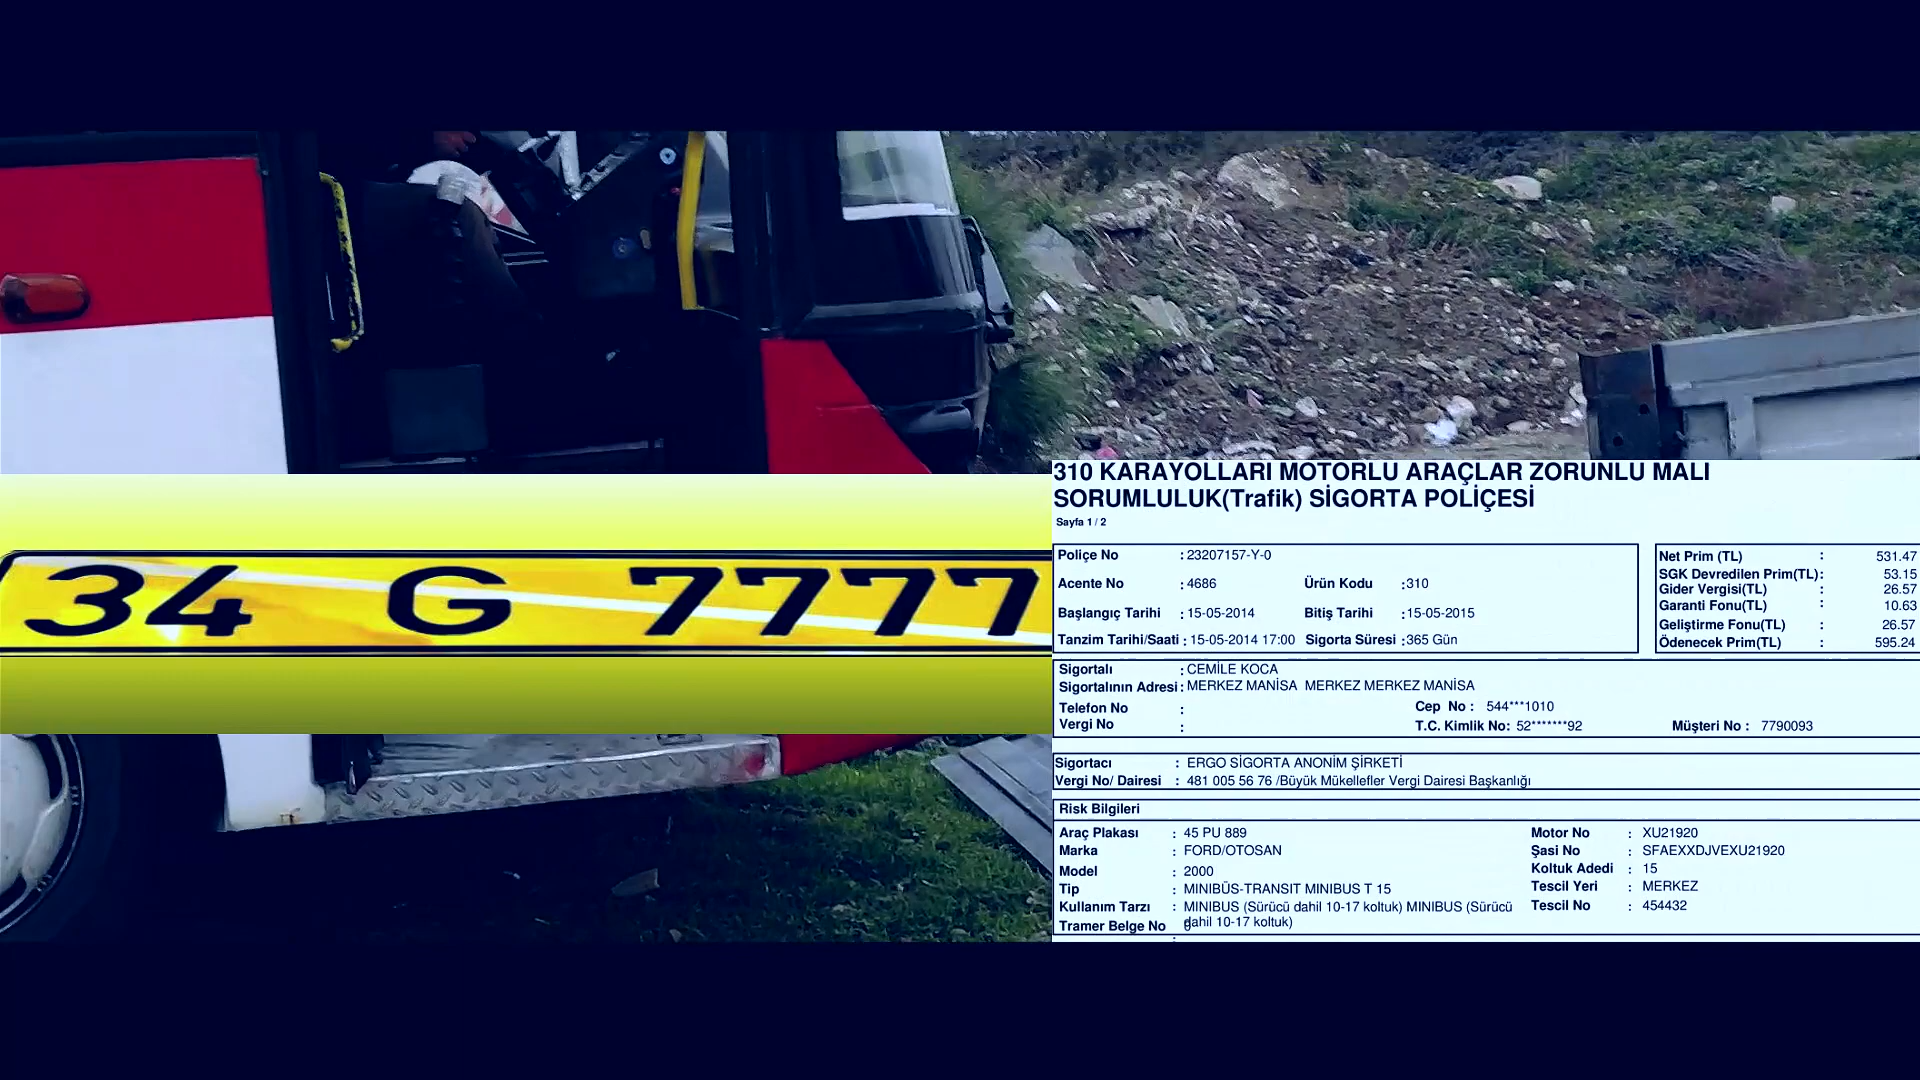 34 G 7777
310 KARAYOLLARI MOTORLU ARAÇLAR ZORUNLU MALI
SORUMLULUK(Trafik) SİGORTA POLİÇESİ
Sayfa 1 / 2
Poliçe No : 23207157-Y-0
Acente No : 4686 Ürün Kodu : 310
Başlangıç Tarihi : 15-05-2014 Bitiş Tarihi : 15-05-2015
Tanzim Tarihi/Saati : 15-05-2014 17:00 Sigorta Süresi : 365 Gün
Net Prim (TL) : 531.47
SGK Devredilen Prim(TL): 53.15
Gider Vergisi(TL) : 26.57
Garanti Fonu(TL) : 10.63
Geliştirme Fonu(TL) : 26.57
Ödenecek Prim(TL) : 595.24
Sigortalı : CEMİLE KOCA
Sigortalının Adresi : MERKEZ MANİSA MERKEZ MERKEZ MANİSA
Telefon No : Cep No : 544***1010
Vergi No : T.C. Kimlik No: 52*******92 Müşteri No : 7790093
Sigortacı : ERGO SİGORTA ANONİM ŞİRKETİ
Vergi No/ Dairesi : 481 005 56 76 /Büyük Mükellefler Vergi Dairesi Başkanlığı
Risk Bilgileri
Araç Plakası : 45 PU 889 Motor No : XU21920
Marka : FORD/OTOSAN Şasi No : SFAEXXDJVEXU21920
Model : 2000 Koltuk Adedi : 15
Tip : MINIBÜS-TRANSIT MINIBUS T 15 Tescil Yeri : MERKEZ
Kullanım Tarzı : MINIBUS (Sürücü dahil 10-17 koltuk) MINIBUS (Sürücü Tescil No : 454432
dahil 10-17 koltuk)
Tramer Belge No :